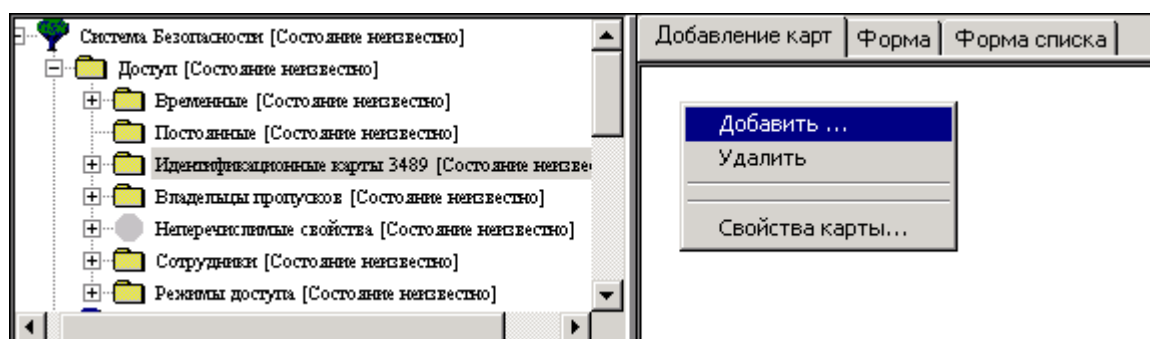 Система Безопасности [Состояние неизвестно]
Доступ [Состояние неизвестно]
Временные [Состояние неизвестно]
Постоянные [Состояние неизвестно]
Идентификационные карты 3489 [Состояние неизве
Владельцы пропусков [Состояние неизвестно]
Неперечислимые свойства [Состояние неизвестно]
Сотрудники [Состояние неизвестно]
Режимы доступа [Состояние неизвестно]
Добавление карт Форма Форма списка
Добавить ...
Удалить
Свойства карты...